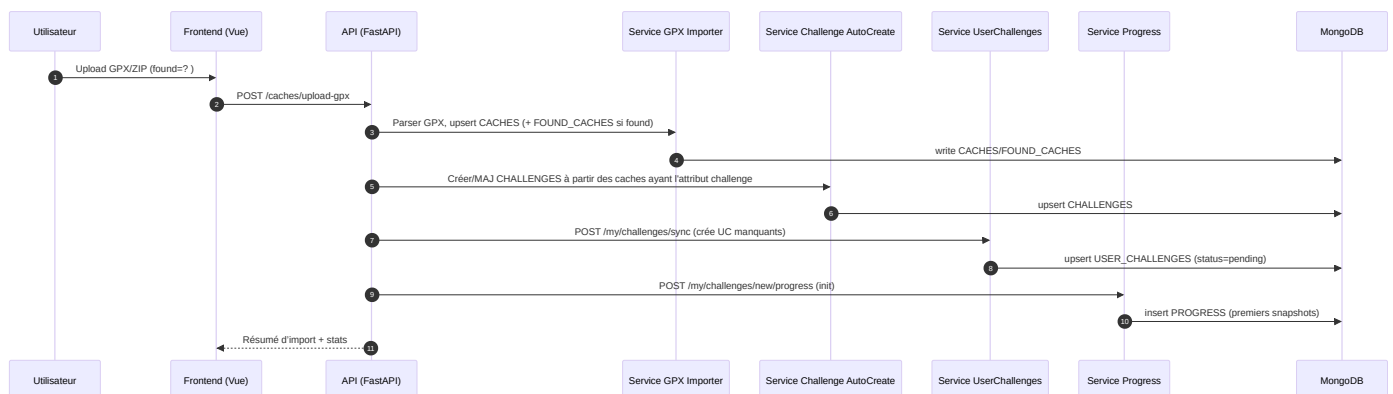 Utilisateur
Frontend (Vue)
API (FastAPI)
Service GPX Importer
Service Challenge AutoCreate
Service UserChallenges
Service Progress
MongoDB
1 Upload GPX/ZIP (found=? )
2 POST /caches/upload-gpx
3 Parser GPX, upsert CACHES (+ FOUND_CACHES si found)
4 write CACHES/FOUND_CACHES
5 Créer/MAJ CHALLENGES à partir des caches ayant l'attribut challenge
6 upsert CHALLENGES
7 POST /my/challenges/sync (crée UC manquants)
8 upsert USER_CHALLENGES (status=pending)
9 POST /my/challenges/new/progress (init)
10 insert PROGRESS (premiers snapshots)
Résumé d'import + stats 11
Utilisateur
Frontend (Vue)
API (FastAPI)
Service GPX Importer
Service Challenge AutoCreate
Service UserChallenges
Service Progress
MongoDB